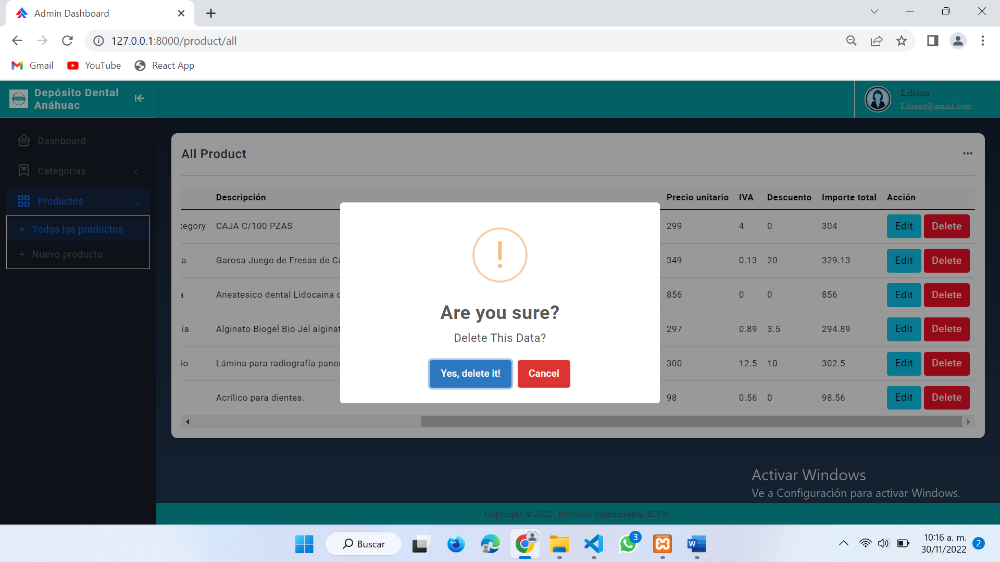 Admin Dashboard
127.0.0.1:8000/product/all
Gmail
YouTube
React App
Depósito Dental
Anáhuac
Liliana
Liliana@gmail.com
Dashboard
Categorías
Productos
Todos los productos
Nuevo producto
All Product
Descripción Precio unitario IVA Descuento Importe total Acción
tegory CAJA C/100 PZAS 299 4 0 304 Edit Delete
a Garosa Juego de Fresas de Ca 349 0.13 20 329.13 Edit Delete
a Anestesico dental Lidocaina c 856 0 0 856 Edit Delete
ia Alginato Biogel Bio Jel alginat 297 0.89 3.5 294.89 Edit Delete
io Lámina para radiografía panor 300 12.5 10 302.5 Edit Delete
Acrílico para dientes. 98 0.56 0 98.56 Edit Delete
!
Are you sure?
Delete This Data?
Yes, delete it!
Cancel
Activar Windows
Ve a Configuración para activar Windows.
Copyright © 2022. Proyecto cuatrimestral IEVN.
Buscar
3
W
10:16 a. m.
30/11/2022
2